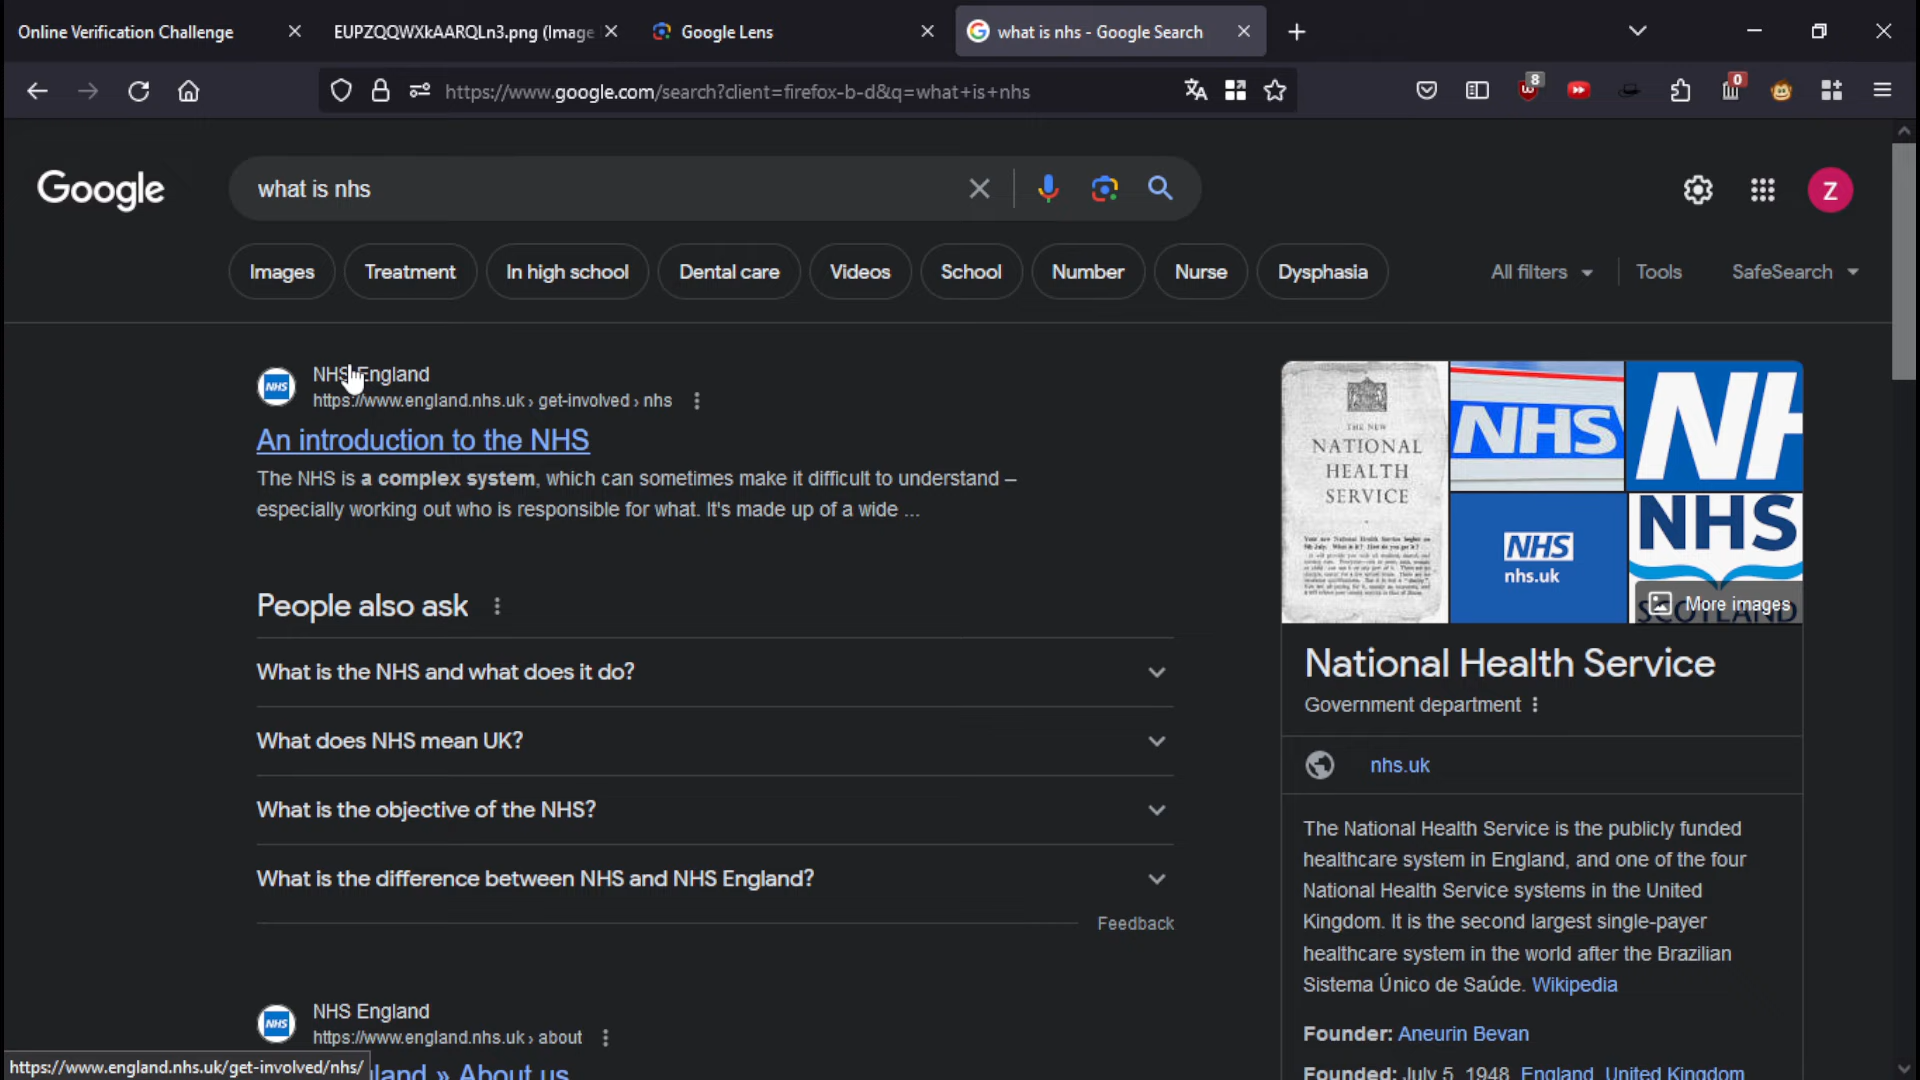 Online Verification Challenge
EUPZQQWXkAARQLn3.png (Image
Google Lens
what is nhs - Google Search
https://www.google.com/search?client=firefox-b-d&q=what+is+nhs
8
0
Google
what is nhs
Z
Images
Treatment
In high school
Dental care
Videos
School
Number
Nurse
Dysphasia
All filters
Tools
SafeSearch
NHS
NHS England
https://www.england.nhs.uk › get-involved › nhs
An introduction to the NHS
The NHS is a complex system, which can sometimes make it difficult to understand –
especially working out who is responsible for what. It's made up of a wide ...
People also ask
What is the NHS and what does it do?
What does NHS mean UK?
What is the objective of the NHS?
What is the difference between NHS and NHS England?
Feedback
NHS
NHS England
https://www.england.nhs.uk › about
land » About us
https://www.england.nhs.uk/get-involved/nhs/
THE NEW
NATIONAL
HEALTH
SERVICE
NHS
NH
NHS
nhs.uk
NHS
SCOTLAND
More images
National Health Service
Government department
nhs.uk
The National Health Service is the publicly funded
healthcare system in England, and one of the four
National Health Service systems in the United
Kingdom. It is the second largest single-payer
healthcare system in the world after the Brazilian
Sistema Único de Saúde. Wikipedia
Founder: Aneurin Bevan
Founded: July 5, 1948, England, United Kingdom